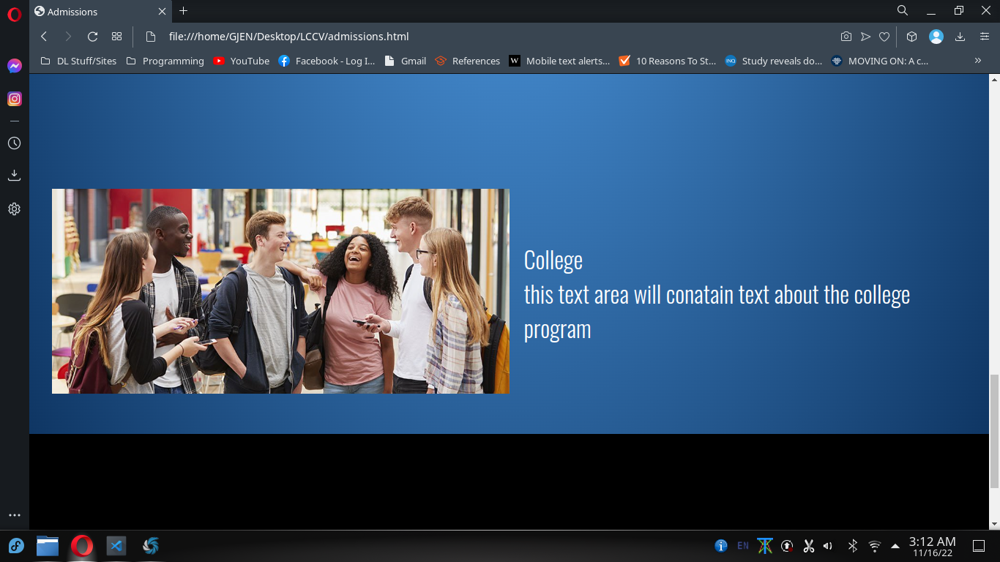 Admissions
file:///home/GJEN/Desktop/LCCV/admissions.html
DL Stuff/Sites Programming YouTube Facebook - Log I... Gmail References W Mobile text alerts... 10 Reasons To St... INQ Study reveals do... MOVING ON: A c...
College
this text area will conatain text about the college
program
EN 3:12 AM
11/16/22